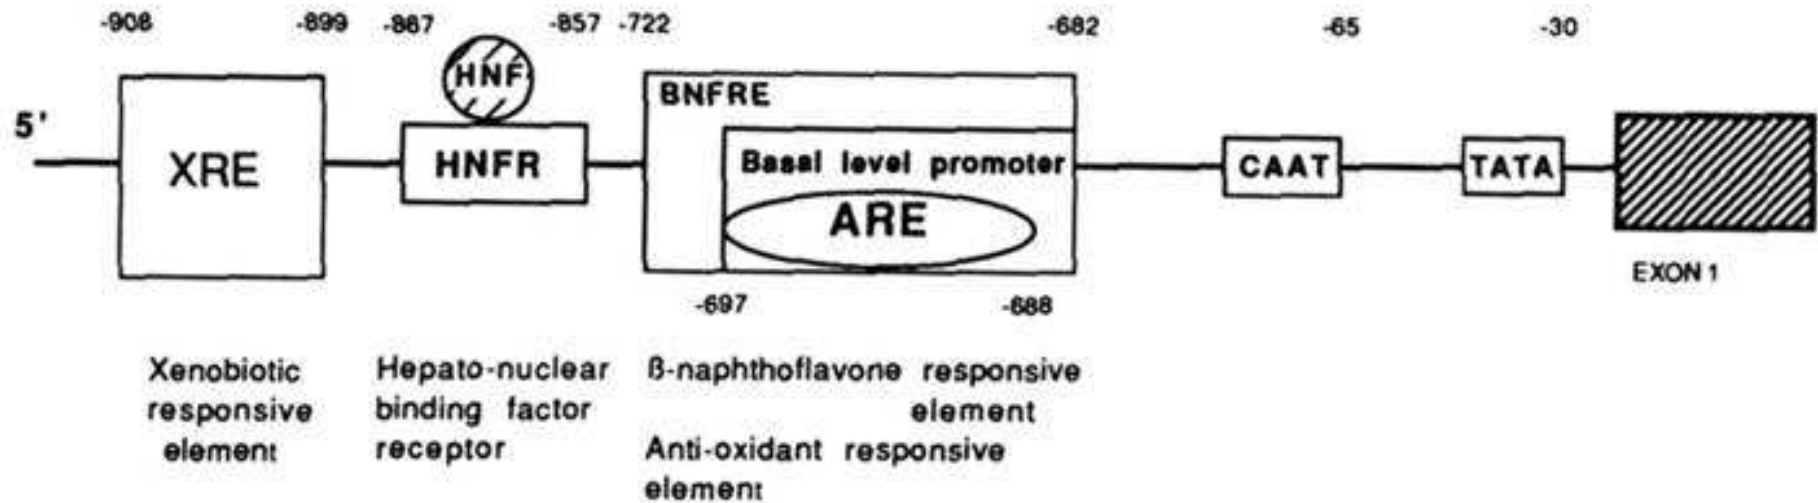 -908 -899 -887 -857 -722 -682 -65 -30
HNF
BNFRE
5'
XRE HNFR Basal level promoter CAAT TATA
ARE
EXON 1
-697 -688
Xenobiotic
responsive
element
Hepato-nuclear
binding factor
receptor
ß-naphthoflavone responsive
element
Anti-oxidant responsive
element